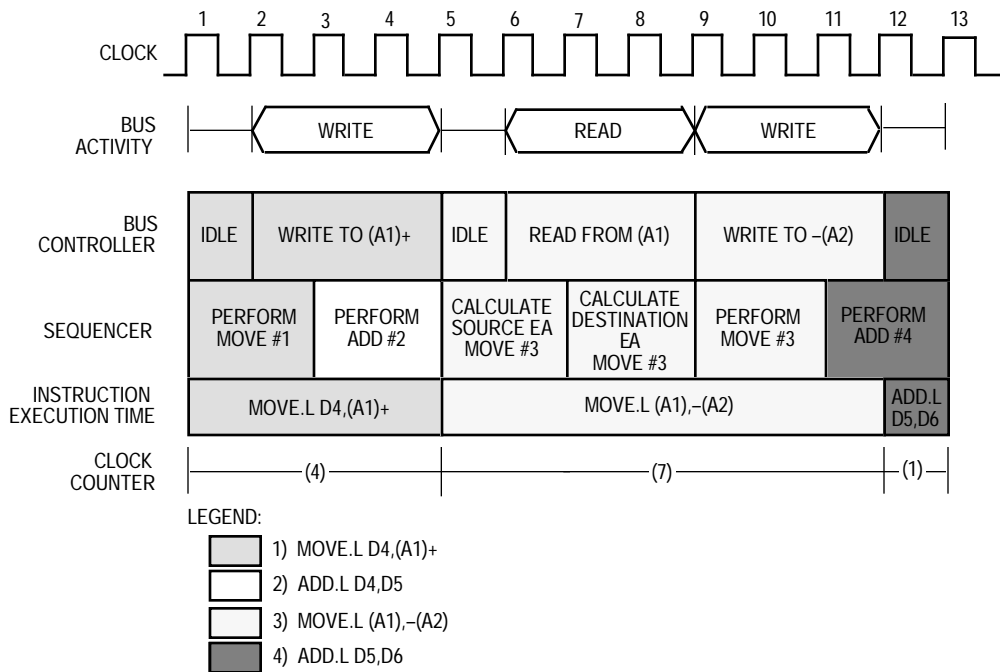 1 2 3 4 5 6 7 8 9 10 11 12 13
CLOCK
BUS
ACTIVITY
WRITE
READ
WRITE
BUS
CONTROLLER
IDLE
WRITE TO (A1)+
IDLE
READ FROM (A1)
WRITE TO –(A2)
IDLE
SEQUENCER
PERFORM
MOVE #1
PERFORM
ADD #2
CALCULATE
SOURCE EA
MOVE #3
CALCULATE
DESTINATION
EA
MOVE #3
PERFORM
MOVE #3
PERFORM
ADD #4
INSTRUCTION
EXECUTION TIME
MOVE.L D4,(A1)+
MOVE.L (A1),–(A2)
ADD.L
D5,D6
CLOCK
COUNTER
(4)
(7)
(1)
LEGEND:
1) MOVE.L D4,(A1)+
2) ADD.L D4,D5
3) MOVE.L (A1),–(A2)
4) ADD.L D5,D6